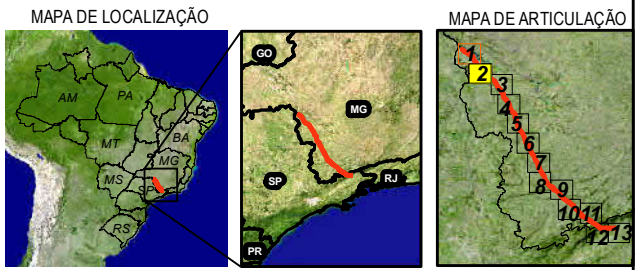 MAPA DE LOCALIZAÇÃO
AM
PA
BA
MT
MG
MS
SP
RS
GO
MG
SP
RJ
PR
MAPA DE ARTICULAÇÃO
1
2
3
4
5
6
7
8
9
10
11
12
13